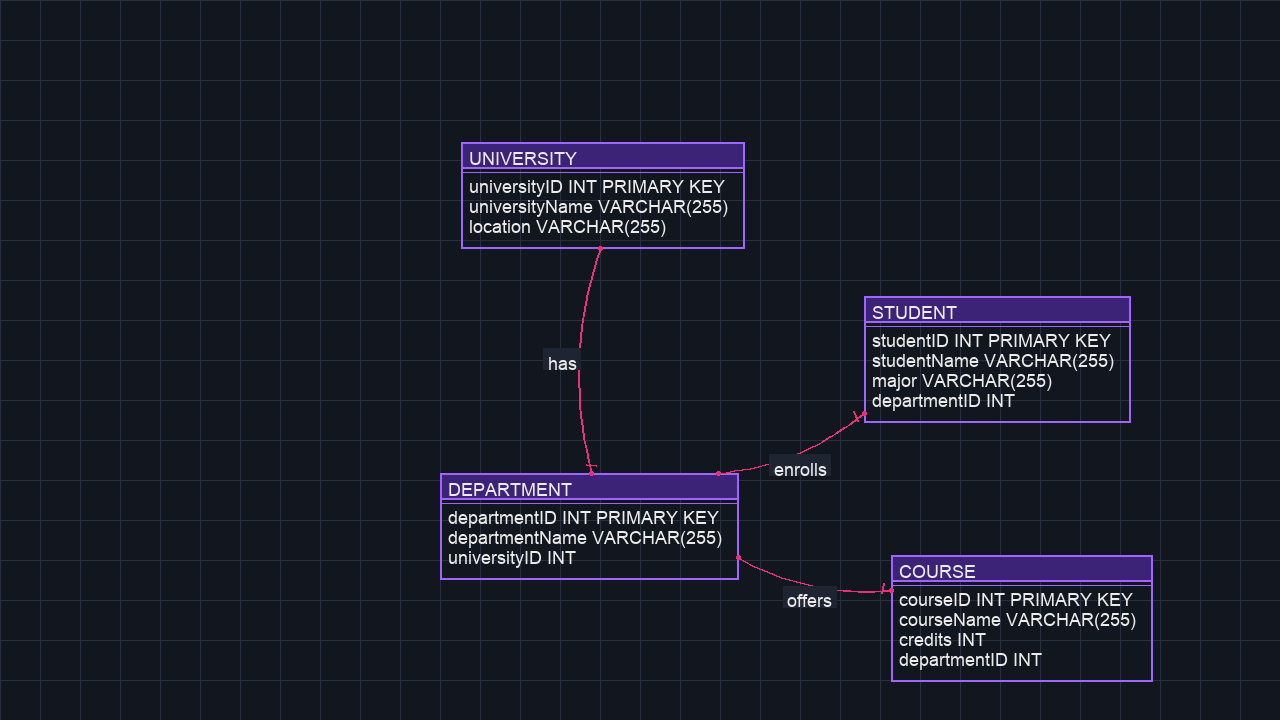 UNIVERSITY
universityID INT PRIMARY KEY
universityName VARCHAR(255)
location VARCHAR(255)
has
STUDENT
studentID INT PRIMARY KEY
studentName VARCHAR(255)
major VARCHAR(255)
departmentID INT
enrolls
DEPARTMENT
departmentID INT PRIMARY KEY
departmentName VARCHAR(255)
universityID INT
offers
COURSE
courseID INT PRIMARY KEY
courseName VARCHAR(255)
credits INT
departmentID INT